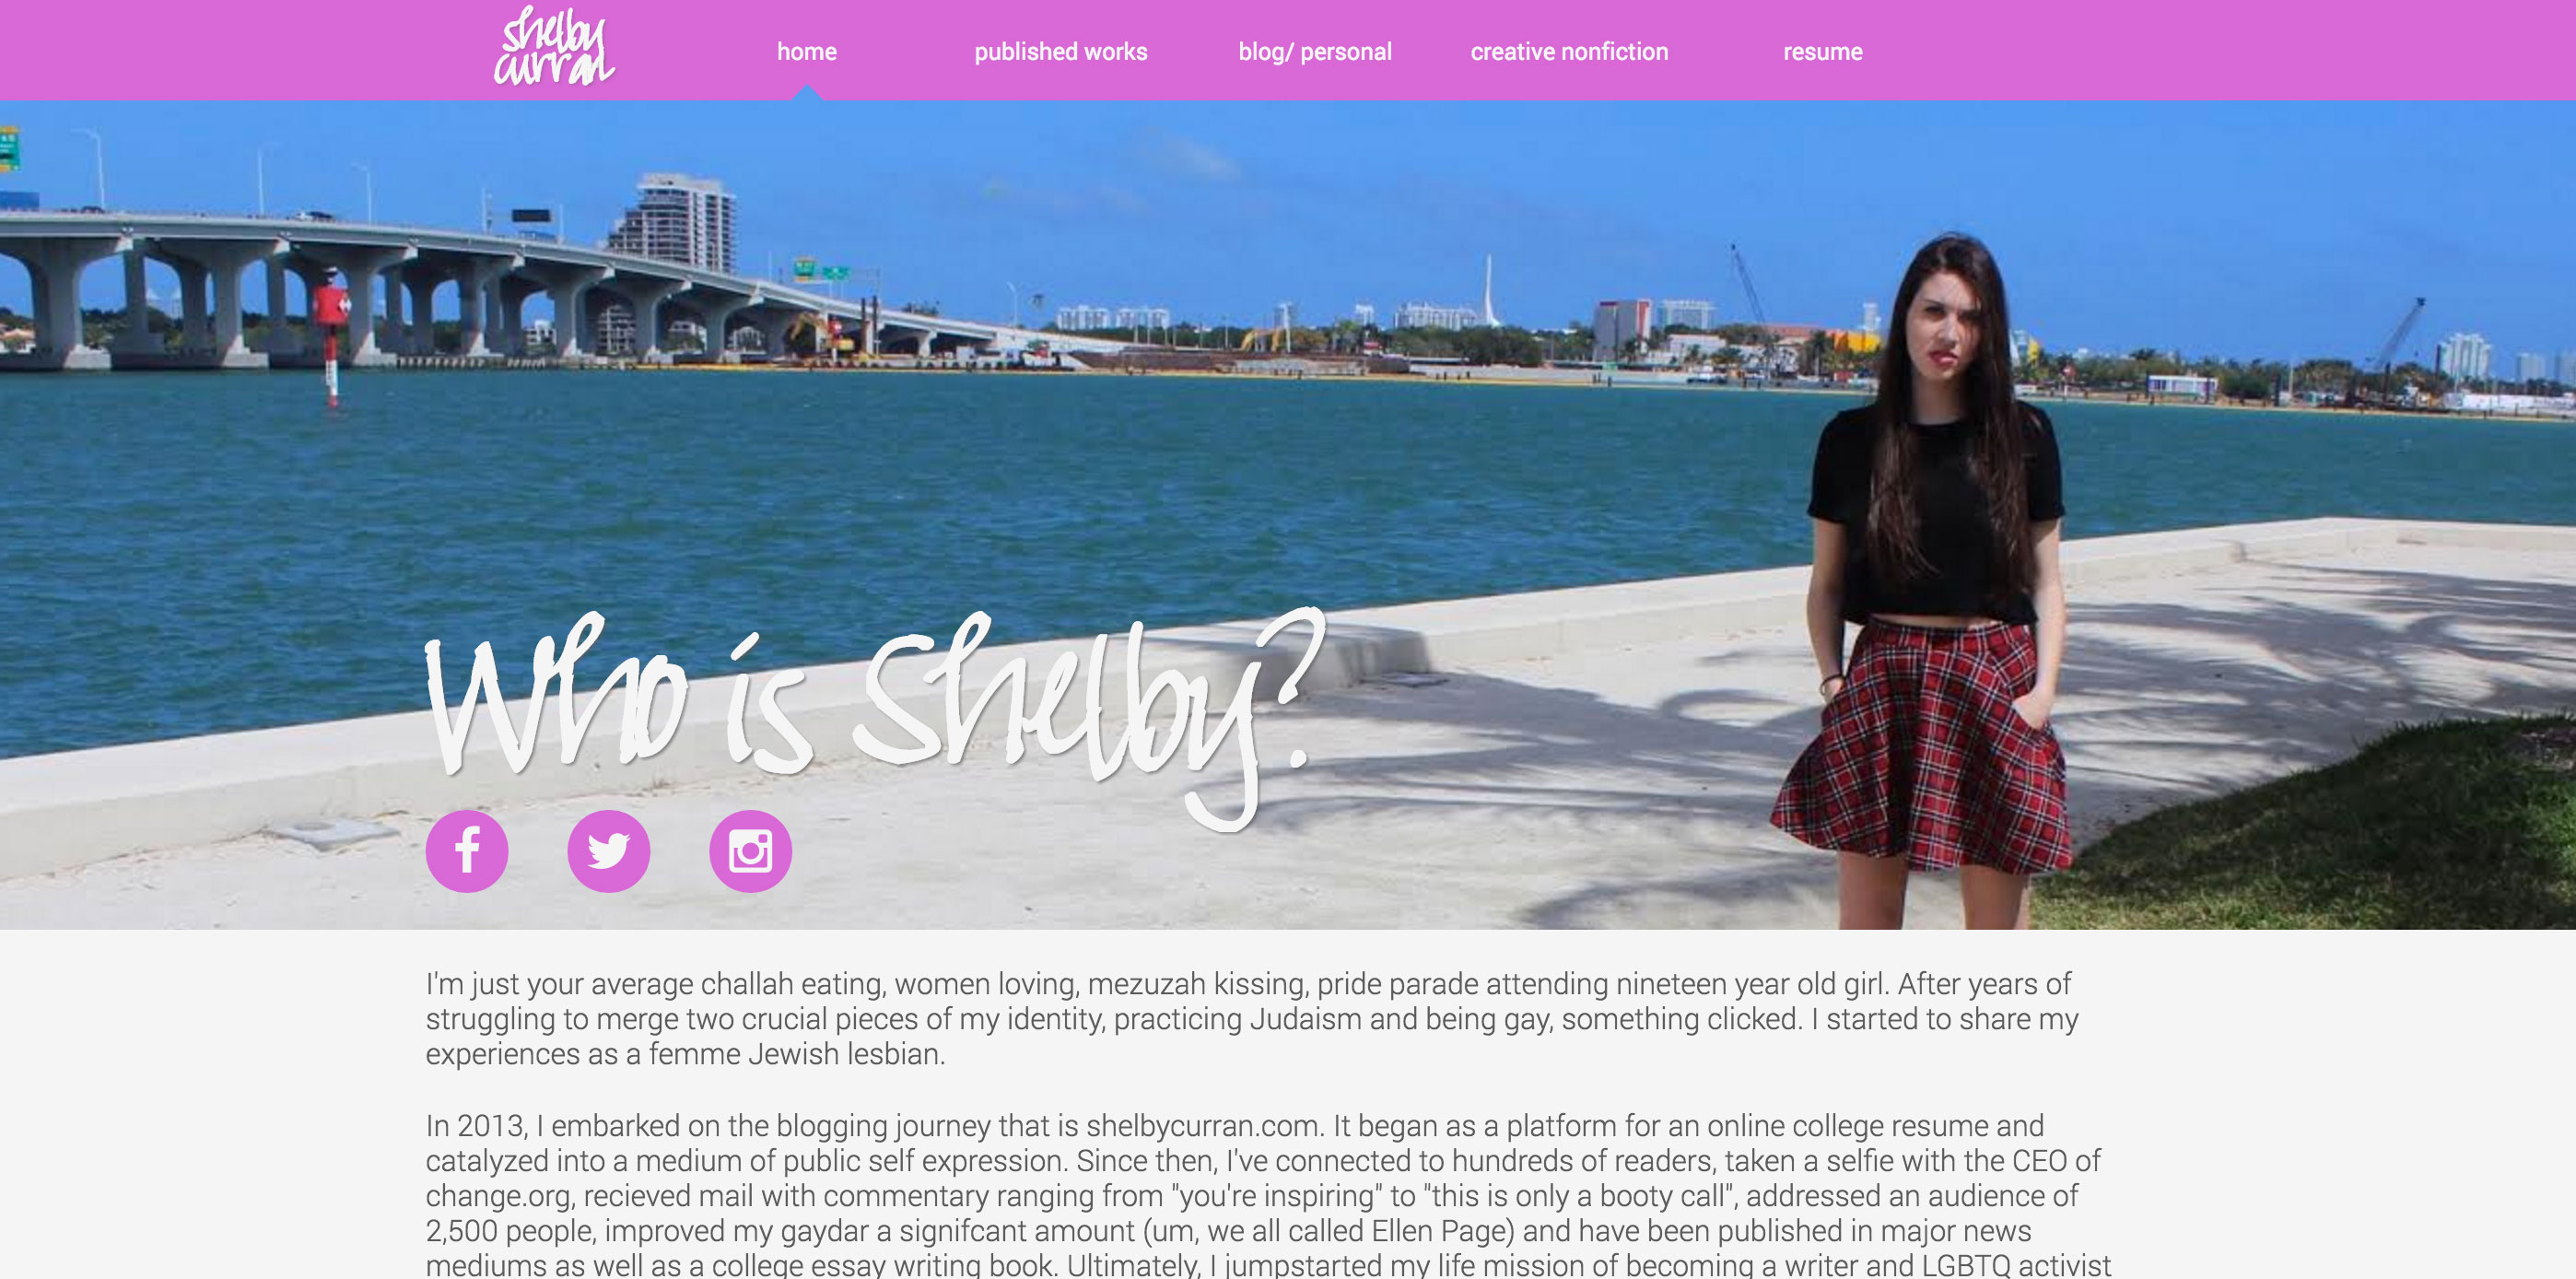 shelby
curran
home published works blog/ personal creative nonfiction resume
Who is Shelby?
I'm just your average challah eating, women loving, mezuzah kissing, pride parade attending nineteen year old girl. After years of
struggling to merge two crucial pieces of my identity, practicing Judaism and being gay, something clicked. I started to share my
experiences as a femme Jewish lesbian.
In 2013, I embarked on the blogging journey that is shelbycurran.com. It began as a platform for an online college resume and
catalyzed into a medium of public self expression. Since then, I've connected to hundreds of readers, taken a selfie with the CEO of
change.org, recieved mail with commentary ranging from "you're inspiring" to "this is only a booty call", addressed an audience of
2,500 people, improved my gaydar a signifcant amount (um, we all called Ellen Page) and have been published in major news
mediums as well as a college essay writing book. Ultimately, I jumpstarted my life mission of becoming a writer and LGBTQ activist